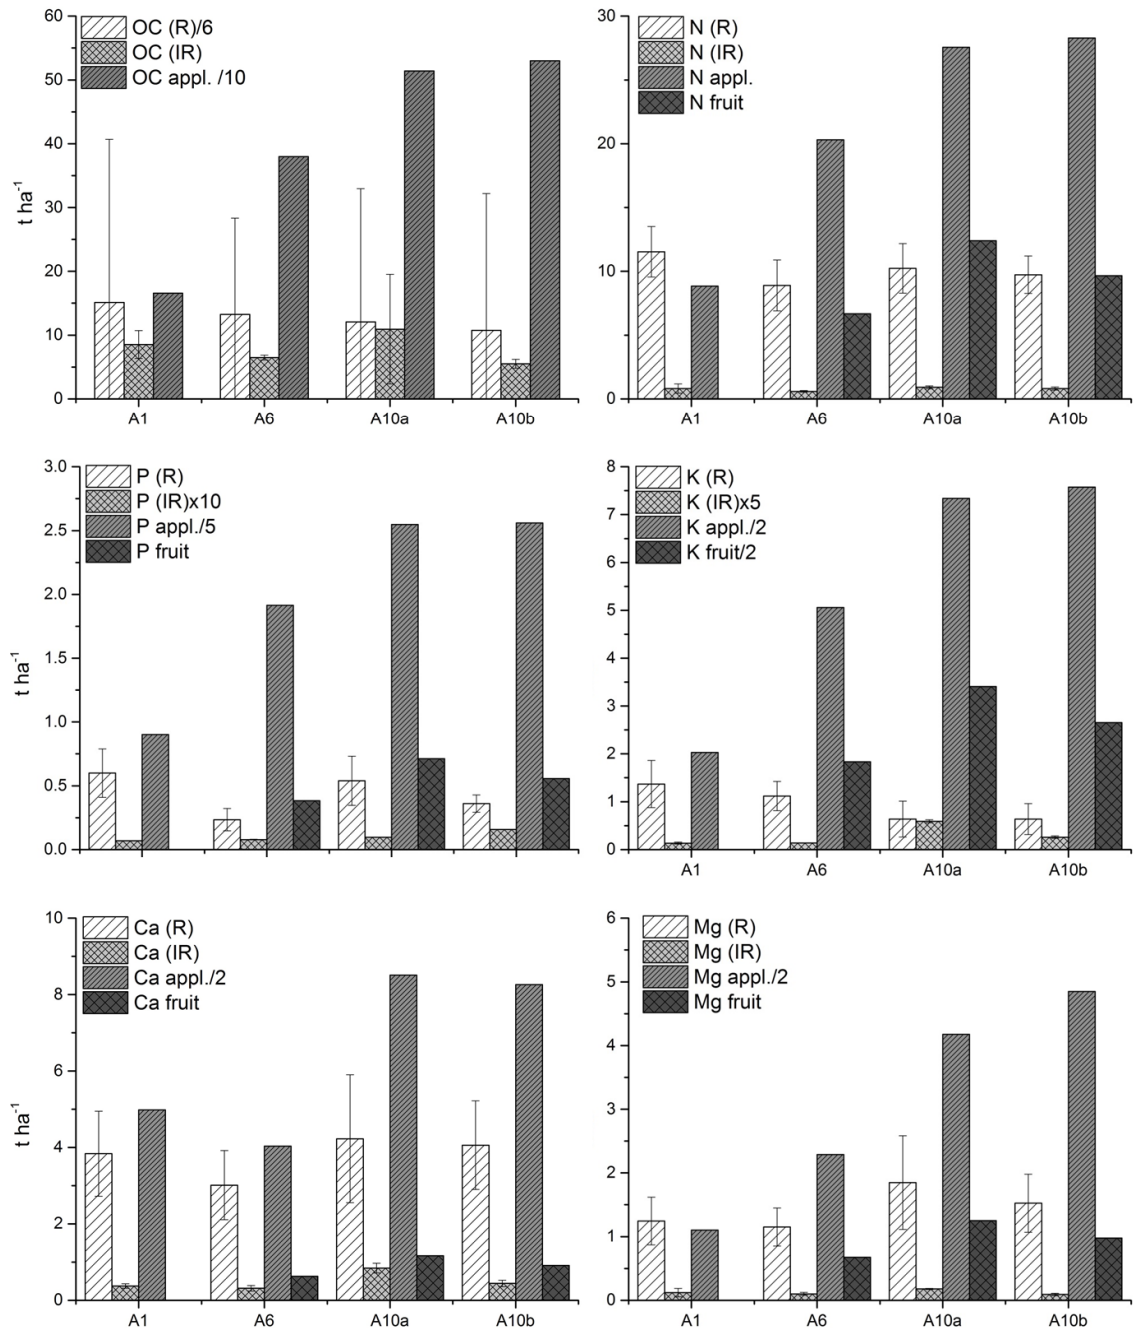 60
50
40
30
20
10
0
t ha-1
OC (R)/6
OC (IR)
OC appl. /10
A1 A6 A10a A10b
30
20
10
0
N (R)
N (IR)
N appl.
N fruit
A1 A6 A10a A10b
3.0
2.5
2.0
1.5
1.0
0.5
0.0
t ha-1
P (R)
P (IR)x10
P appl./5
P fruit
8
7
6
5
4
3
2
1
0
K (R)
K (IR)x5
K appl./2
K fruit/2
A1 A6 A10a A10b
10
8
6
4
2
0
t ha-1
Ca (R)
Ca (IR)
Ca appl./2
Ca fruit
A1 A6 A10a A10b
6
5
4
3
2
1
0
Mg (R)
Mg (IR)
Mg appl./2
Mg fruit
A1 A6 A10a A10b